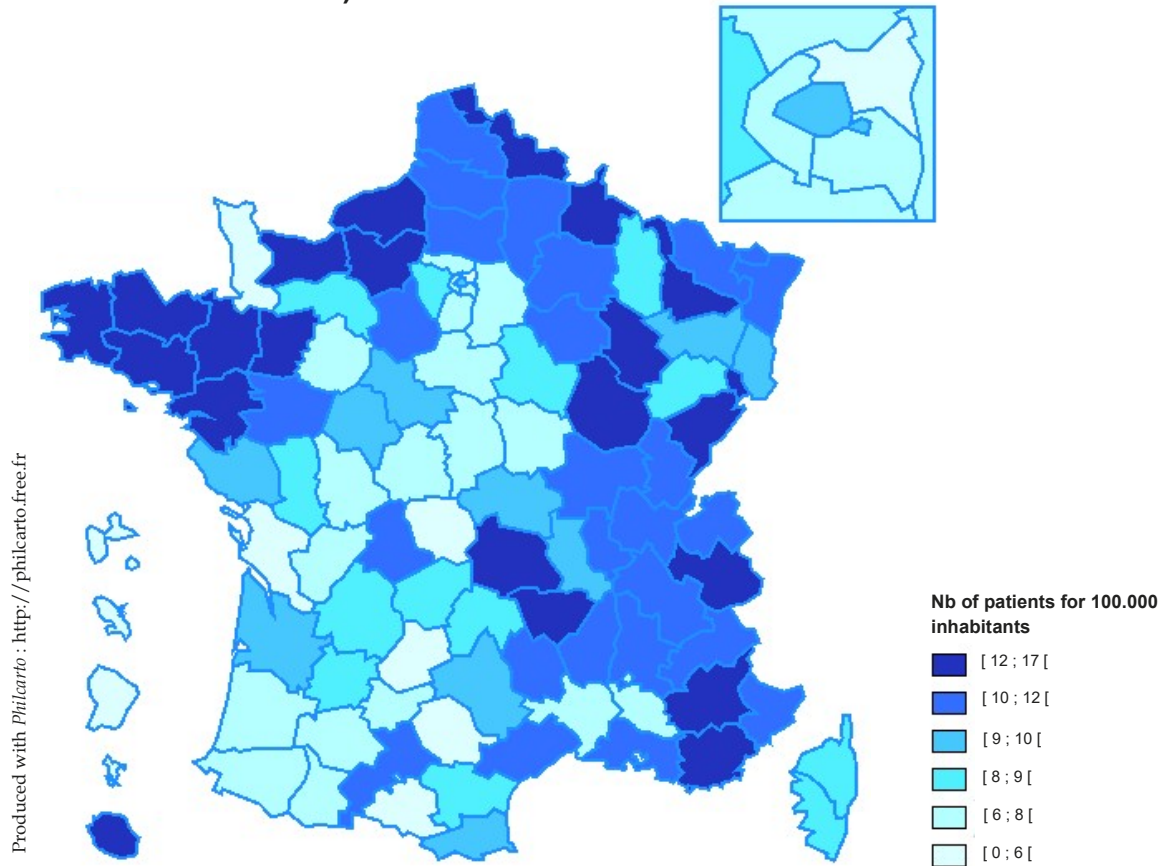 Produced with Philcarto : http://philcarto.free.fr
Nb of patients for 100.000
inhabitants
[ 12 ; 17 [
[ 10 ; 12 [
[ 9 ; 10 [
[ 8 ; 9 [
[ 6 ; 8 [
[ 0 ; 6 [